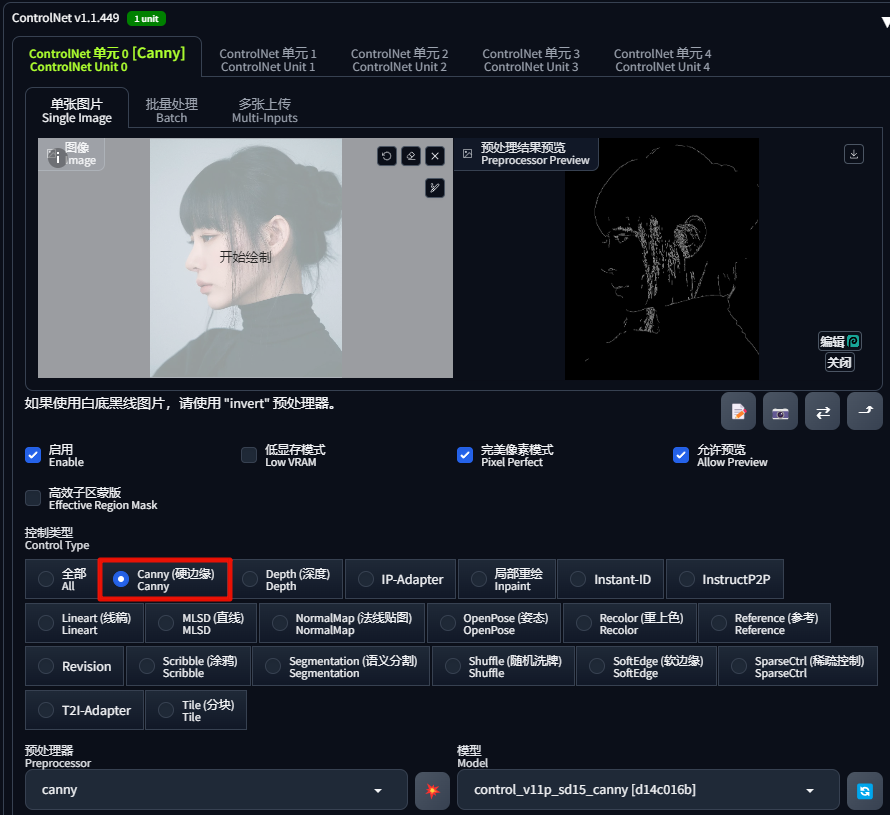 ControlNet v1.1.449 1 unit
ControlNet 单元 0 [Canny]
ControlNet Unit 0
ControlNet 单元 1
ControlNet Unit 1
ControlNet 单元 2
ControlNet Unit 2
ControlNet 单元 3
ControlNet Unit 3
ControlNet 单元 4
ControlNet Unit 4
单张图片
Single Image
批量处理
Batch
多张上传
Multi-Inputs
图像
Image
预处理结果预览
Preprocessor Preview
开始绘制
编辑
关闭
如果使用白底黑线图片，请使用 "invert" 预处理器。
启用
Enable
低显存模式
Low VRAM
完美像素模式
Pixel Perfect
允许预览
Allow Preview
高效子区蒙版
Effective Region Mask
控制类型
Control Type
全部
All
Canny (硬边缘)
Canny
Depth (深度)
Depth
IP-Adapter
局部重绘
Inpaint
Instant-ID
InstructP2P
Lineart (线稿)
Lineart
MLSD (直线)
MLSD
NormalMap (法线贴图)
NormalMap
OpenPose (姿态)
OpenPose
Recolor (重上色)
Recolor
Reference (参考)
Reference
Revision
Scribble (涂鸦)
Scribble
Segmentation (语义分割)
Segmentation
Shuffle (随机洗牌)
Shuffle
SoftEdge (软边缘)
SoftEdge
SparseCtrl (稀疏控制)
SparseCtrl
T2I-Adapter
Tile (分块)
Tile
预处理器
Preprocessor
模型
Model
canny
control_v11p_sd15_canny [d14c016b]